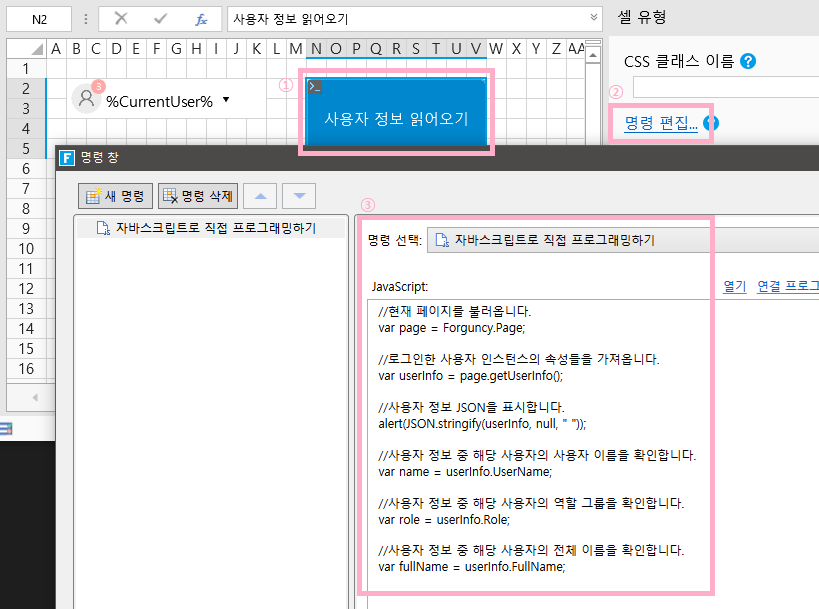 N2
fx
사용자 정보 읽어오기
셀 유형
A B C D E F G H I J K L M N O P Q R S T U V W X Y Z AA
1
2
3
4
5
6
7
8
9
10
11
12
13
14
15
16
8
%CurrentUser%
①
사용자 정보 읽어오기
CSS 클래스 이름 ?
②
명령 편집... ?
F 명령 창
새 명령
명령 삭제
자바스크립트로 직접 프로그래밍하기
③
명령 선택:
자바스크립트로 직접 프로그래밍하기
JavaScript:
열기
연결 프로그
//현재 페이지를 불러옵니다.
var page = Forguncy.Page;
//로그인한 사용자 인스턴스의 속성들을 가져옵니다.
var userInfo = page.getUserInfo();
//사용자 정보 JSON을 표시합니다.
alert(JSON.stringify(userInfo, null, " "));
//사용자 정보 중 해당 사용자의 사용자 이름을 확인합니다.
var name = userInfo.UserName;
//사용자 정보 중 해당 사용자의 역할 그룹을 확인합니다.
var role = userInfo.Role;
//사용자 정보 중 해당 사용자의 전체 이름을 확인합니다.
var fullName = userInfo.FullName;